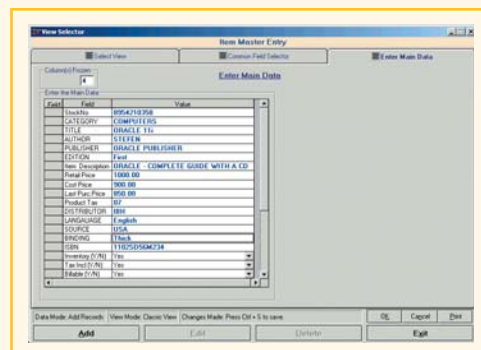 View Selector
Item Master Entry
Select View Common Field Selector Enter Main Data
Column(s) Frozen
4
Enter Main Data
Enter the Main Data
Field Field Value
StockNo 8954210358
CATEGORY COMPUTERS
TITLE ORACLE 11i
AUTHOR STEFEN
PUBLISHER ORACLE PUBLISHER
EDITION First
Item Description ORACLE - COMPLETE GUIDE WITH A CD
Retail Price 1000.00
Cost Price 900.00
Last Purc.Price 850.00
Product Tax 07
DISTRIBUTOR IBH
LANGAUAGE English
SOURCE USA
BINDING Thick
ISBN 11025DS6M234
Inventory (Y/N) Yes
Tax Incl (Y/N) Yes
Billable (Y/N) Yes
Data Mode: Add Records View Mode: Classic View Changes Made: Press Ctrl + S to save. OK Cancel Print
Add Edit Delete Exit